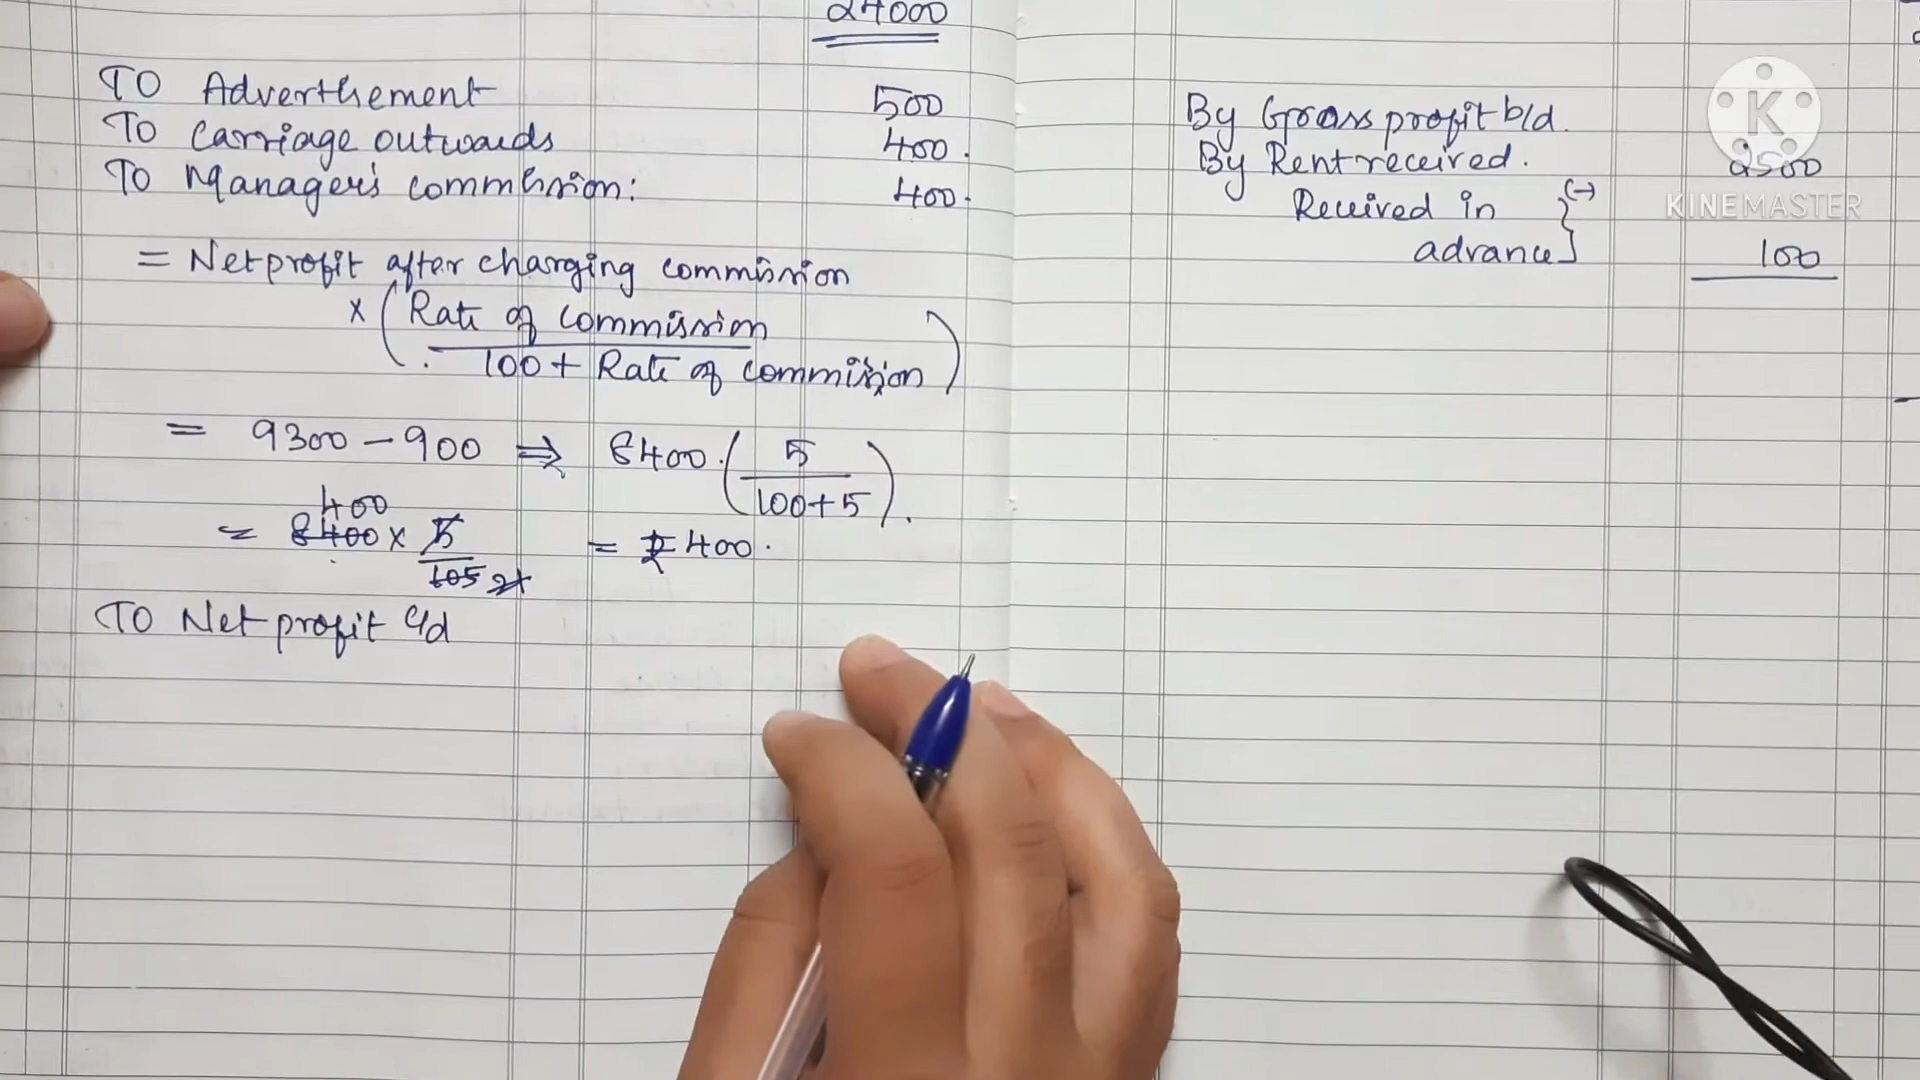 24000
TO Advertisement 500
TO Carriage outwards 400.
TO Manager's commission: 400.
= Net profit after charging commission
× ( Rate of commission
100 + Rate of commission )
= 9300 – 900 ⇒ 8400. ( 5
100+5 ).
400
= 8400 × 5
105 21
= ₹ 400.
TO Net profit c/d
By Gross profit b/d.
By Rent received. 2500
Received in } (-)
advance 100
K
KINEMASTER